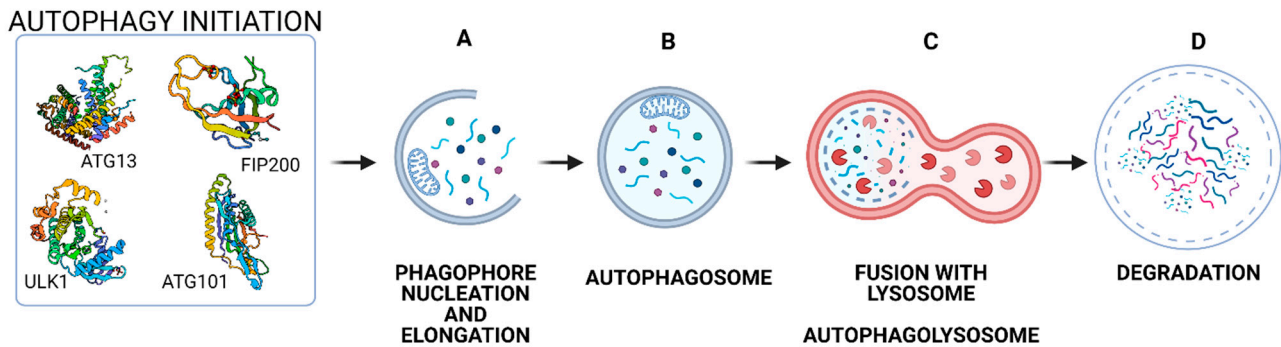 AUTOPHAGY INITIATION
ATG13
FIP200
ULK1
ATG101
A
B
C
D
PHAGOPHORE
NUCLEATION
AND
ELONGATION
AUTOPHAGOSOME
FUSION WITH
LYSOSOME
AUTOPHAGOLYSOSOME
DEGRADATION